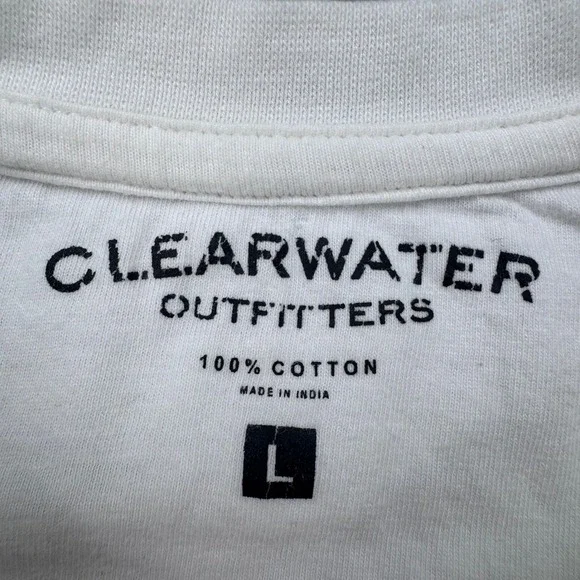 CLEARWATER
OUTFITTERS
100% COTTON
MADE IN INDIA
L